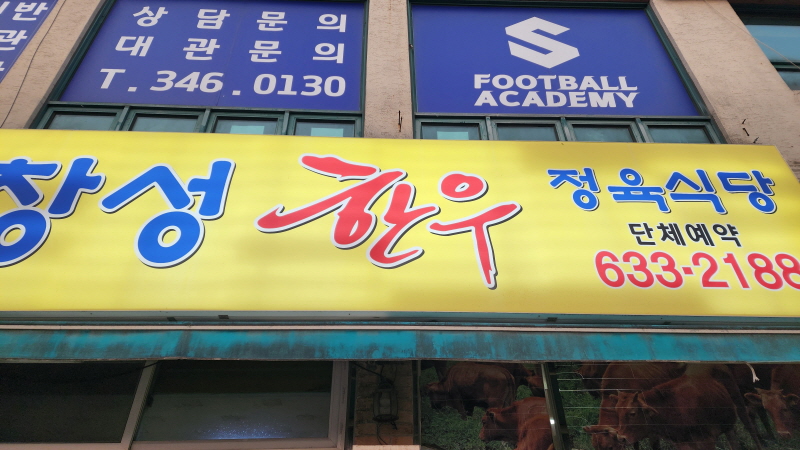 상담문의
대관문의
T.346.0130
S
FOOTBALL
ACADEMY
창성 한우 정육식당
단체예약
633-2188